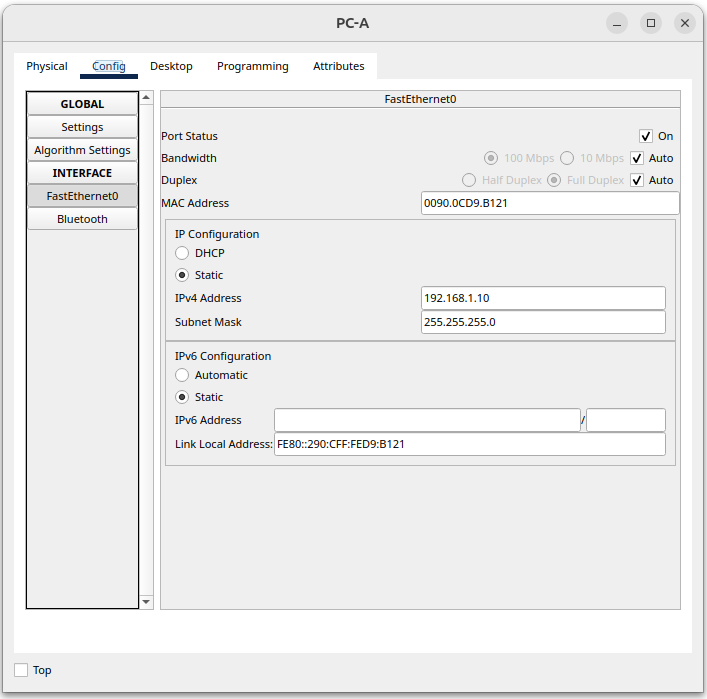 PC-A
Physical Config Desktop Programming Attributes
GLOBAL
Settings
Algorithm Settings
INTERFACE
FastEthernet0
Bluetooth
FastEthernet0
Port Status On
Bandwidth 100 Mbps 10 Mbps Auto
Duplex Half Duplex Full Duplex Auto
MAC Address 0090.0CD9.B121
IP Configuration
DHCP
Static
IPv4 Address 192.168.1.10
Subnet Mask 255.255.255.0
IPv6 Configuration
Automatic
Static
IPv6 Address /
Link Local Address: FE80::290:CFF:FED9:B121
Top